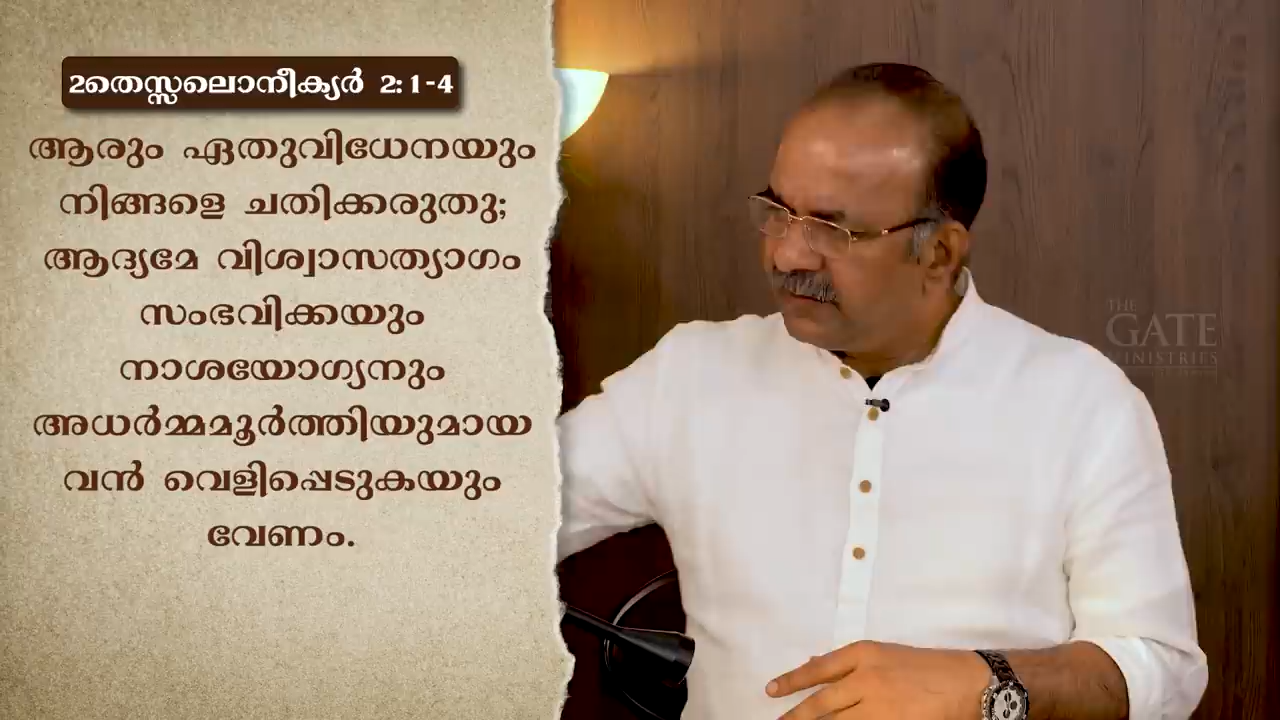 2തെസ്സലൊനീക്യർ 2:1-4
ആരും ഏതുവിധേനയും
നിങ്ങളെ ചതിക്കരുതു;
ആദ്യമേ വിശ്വാസത്യാഗം
സംഭവിക്കയും
നാശയോഗ്യനും
അധർമ്മമൂർത്തിയുമായ
വൻ വെളിപ്പെടുകയും
വേണം.
THE
GATE
MINISTRIES